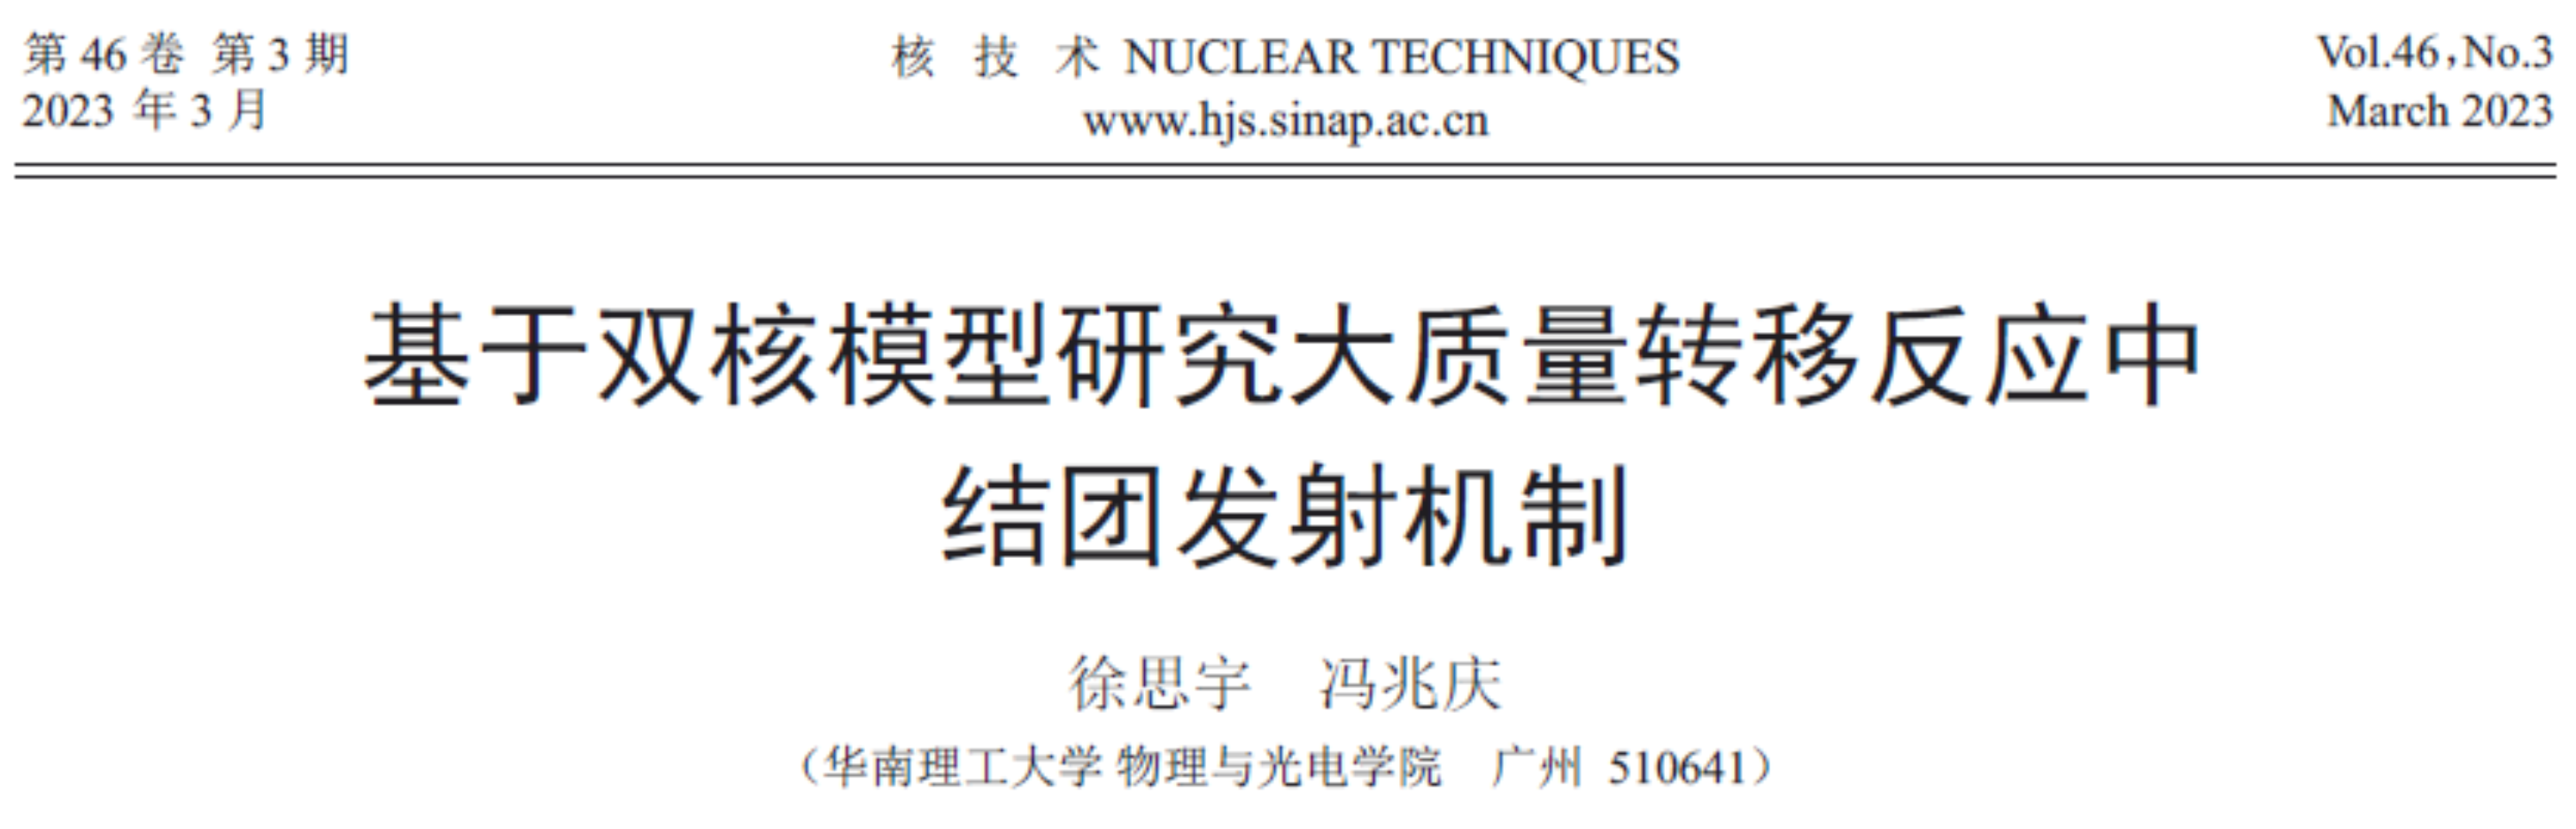 第 46 卷 第 3 期
2023 年 3 月
核 技 术 NUCLEAR TECHNIQUES
www.hjs.sinap.ac.cn
Vol.46,No.3
March 2023
基于双核模型研究大质量转移反应中
结团发射机制
徐思宇 冯兆庆
（华南理工大学 物理与光电学院 广州 510641）